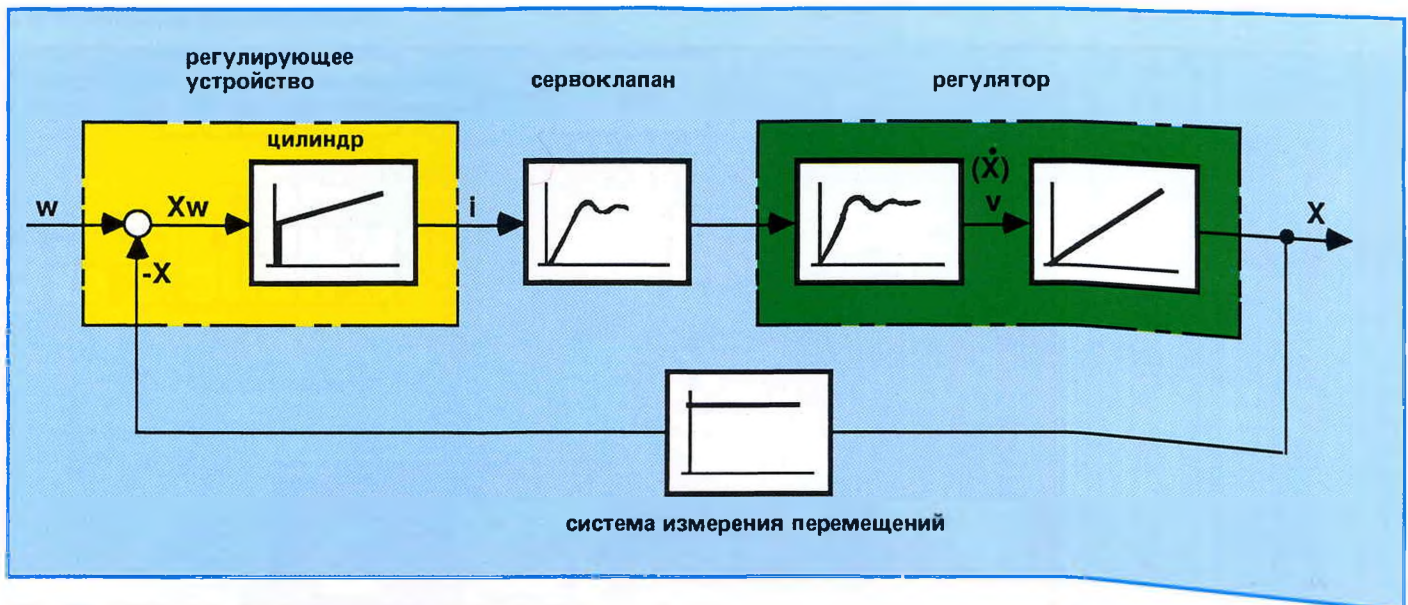 регулирующее
устройство
сервоклапан
регулятор
цилиндр
w
Xw
-X
i
(Ẋ)
v
X
система измерения перемещений